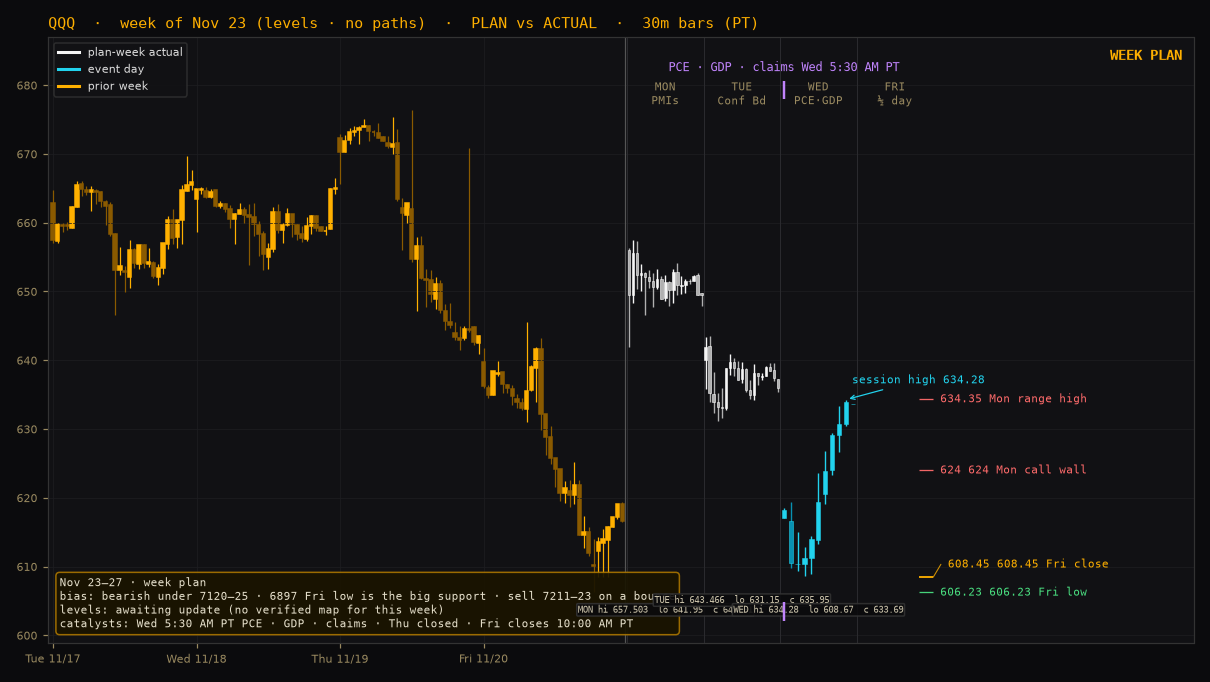 QQQ · week of Nov 23 (levels · no paths) · PLAN vs ACTUAL · 30m bars (PT)
plan-week actual
event day
prior week
WEEK PLAN
PCE · GDP · claims Wed 5:30 AM PT
MON
PMIs
TUE
Conf Bd
WED
PCE·GDP
FRI
½ day
680
670
660
650
640
630
620
610
600
session high 634.28
634.35 Mon range high
624 624 Mon call wall
608.45 608.45 Fri close
606.23 606.23 Fri low
Nov 23–27 · week plan
bias: bearish under 7120–25 · 6897 Fri low is the big support · sell 7211–23 on a bou
levels: awaiting update (no verified map for this week)
catalysts: Wed 5:30 AM PT PCE · GDP · claims · Thu closed · Fri closes 10:00 AM PT
TUE hi 643.466 lo 631.15 c 635.95
MON hi 657.503 lo 641.95 c
WED hi 634.28 lo 608.67 c 633.69
Tue 11/17
Wed 11/18
Thu 11/19
Fri 11/20